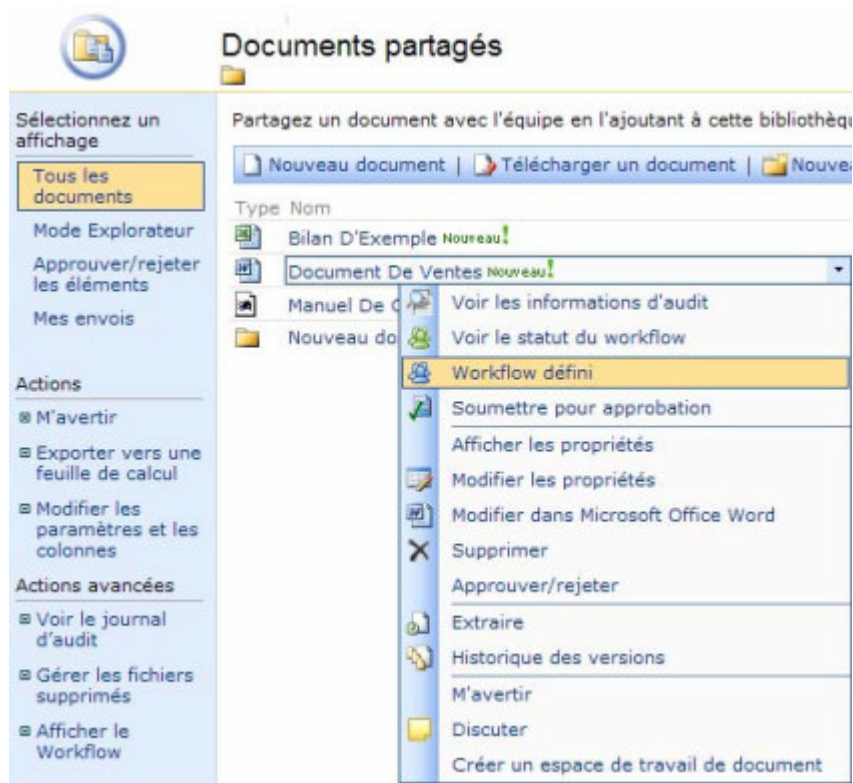 Documents partagés
Sélectionnez un
affichage
Tous les
documents
Mode Explorateur
Approuver/rejeter
les éléments
Mes envois
Actions
M'avertir
Exporter vers une
feuille de calcul
Modifier les
paramètres et les
colonnes
Actions avancées
Voir le journal
d'audit
Gérer les fichiers
supprimés
Afficher le
Workflow
Partagez un document avec l'équipe en l'ajoutant à cette bibliothèqu
Nouveau document | Télécharger un document | Nouvea
Type Nom
Bilan D'Exemple Nouveau!
Document De Ventes Nouveau!
Manuel De C
Nouveau do
Voir les informations d'audit
Voir le statut du workflow
Workflow défini
Soumettre pour approbation
Afficher les propriétés
Modifier les propriétés
Modifier dans Microsoft Office Word
Supprimer
Approuver/rejeter
Extraire
Historique des versions
M'avertir
Discuter
Créer un espace de travail de document